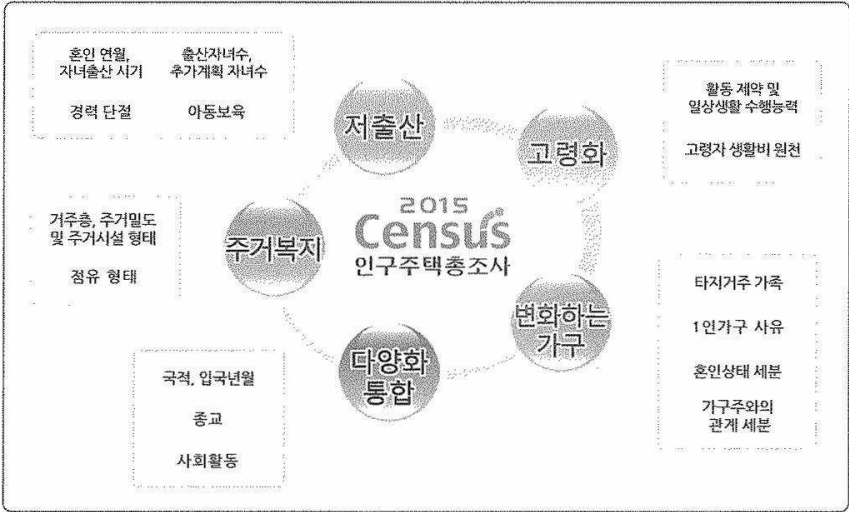 혼인 연월,
자녀출산 시기
출산자녀수,
추가계획 자녀수
경력 단절
아동보육
저출산
고령화
활동 제약 및
일상생활 수행능력
고령자 생활비 원천
거주층, 주거밀도
및 주거시설 형태
점유 형태
주거복지
2015
Census
인구주택총조사
변화하는
가구
타지거주 가족
1인가구 사유
혼인상태 세분
가구주와의
관계 세분
다양화
통합
국적, 입국년월
종교
사회활동